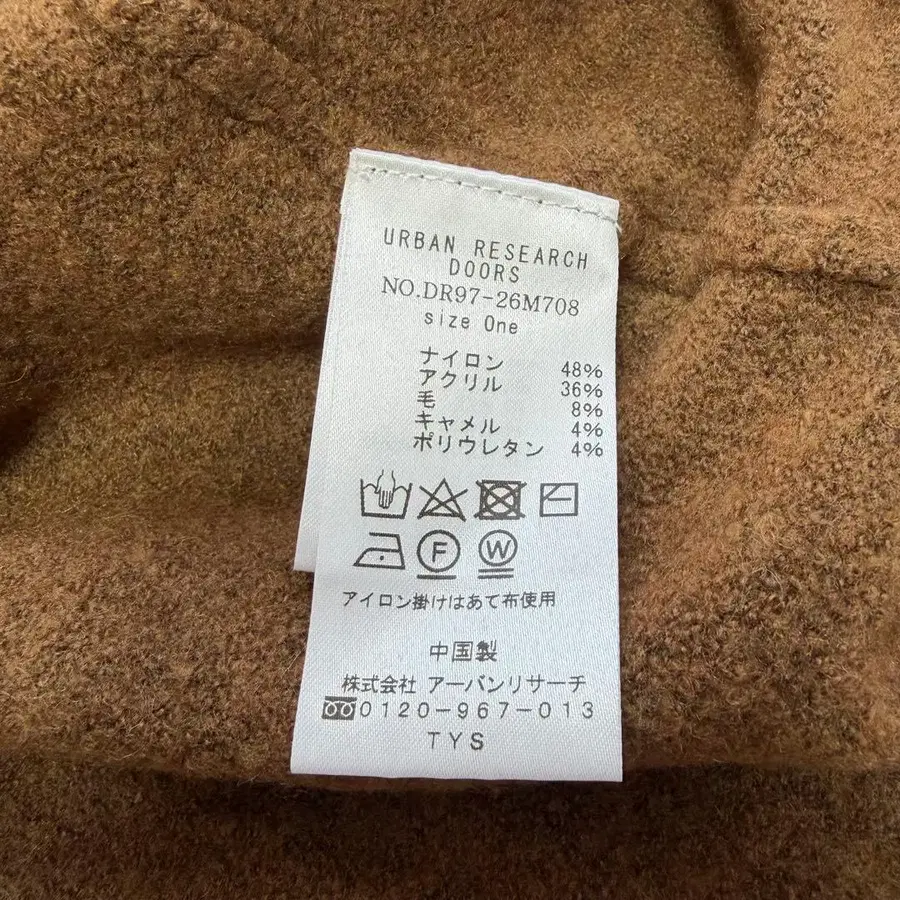 URBAN RESEARCH
DOORS
NO.DR97-26M708
size One
ナイロン 48%
アクリル 36%
毛 8%
キャメル 4%
ポリウレタン 4%
F W
アイロン掛けはあて布使用
中国製
株式会社 アーバンリサーチ
0120-967-013
TYS